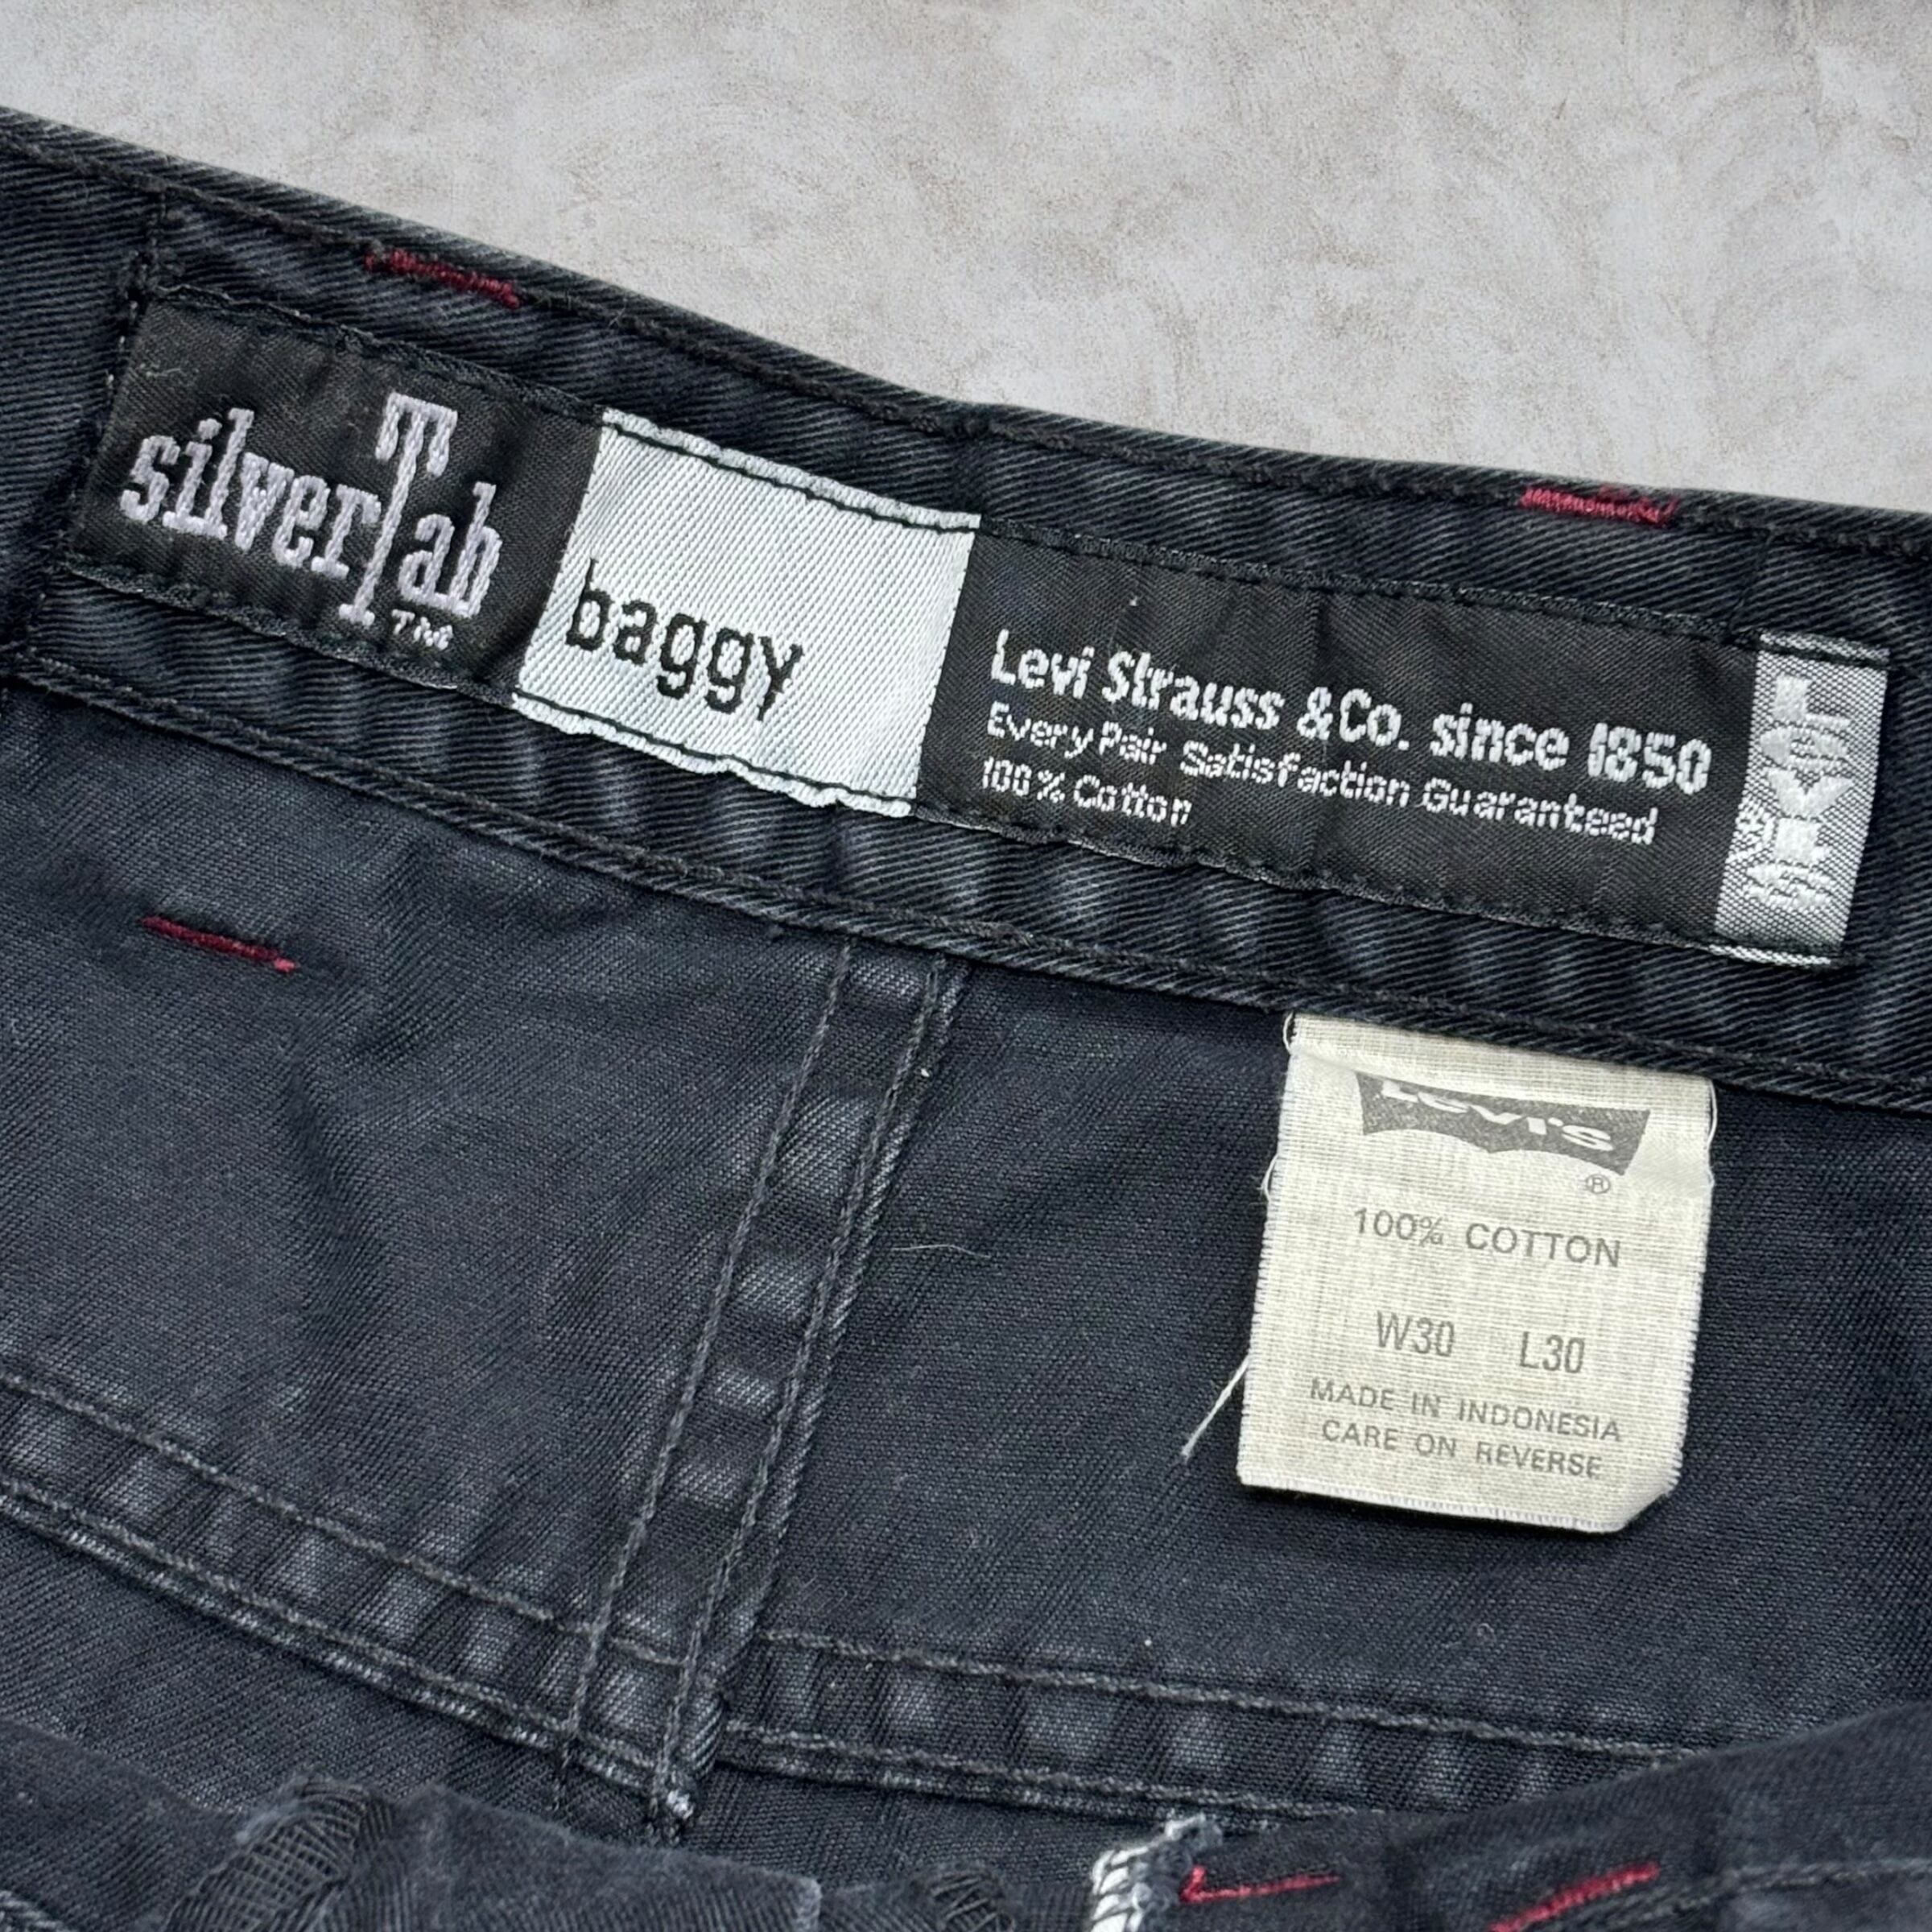 silverTab
TM
baggy
Levi Strauss &Co. since 1850
Every Pair Satisfaction Guaranteed
100% Cotton
LEVI'S
Levi's
®
100% COTTON
W30 L30
MADE IN INDONESIA
CARE ON REVERSE